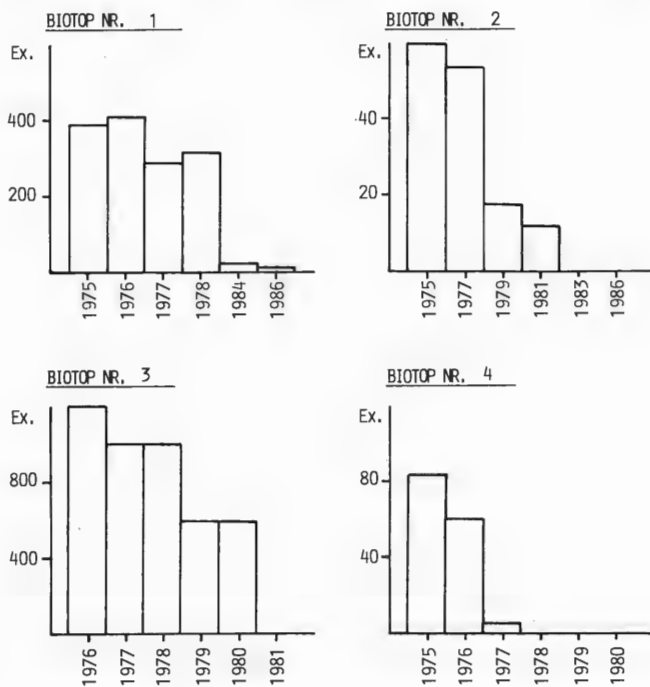 BIOTOP NR. 1
Ex.
400
200
1975 1976 1977 1978 1984 1986
BIOTOP NR. 2
Ex.
40
20
1975 1977 1979 1981 1983 1986
BIOTOP NR. 3
Ex.
800
400
1976 1977 1978 1979 1980 1981
BIOTOP NR. 4
Ex.
80
40
1975 1976 1977 1978 1979 1980